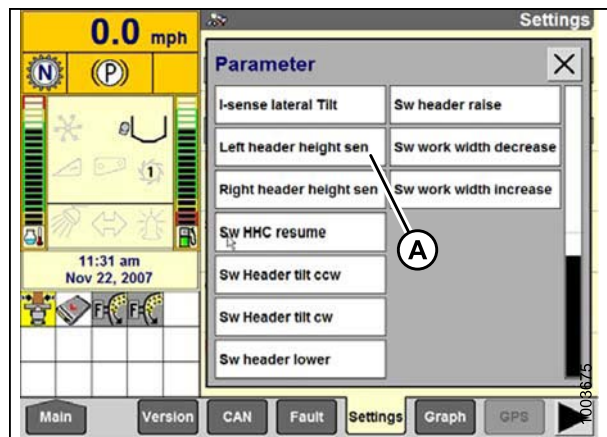 0.0 mph
Settings
N
(P)
Parameter
I-sense lateral Tilt
Sw header raise
Left header height sen
Sw work width decrease
Right header height sen
Sw work width increase
Sw HHC resume
A
Sw Header tilt ccw
Sw Header tilt cw
Sw header lower
1
11:31 am
Nov 22, 2007
F
F
Main
Version
CAN
Fault
Settings
Graph
GPS
1003675